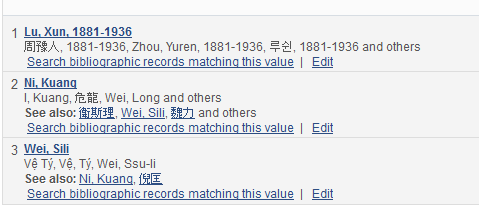 1 Lu, Xun, 1881-1936
周豫人, 1881-1936, Zhou, Yuren, 1881-1936, 루쉰, 1881-1936 and others
Search bibliographic records matching this value | Edit
2 Ni, Kuang
I, Kuang, 危龍, Wei, Long and others
See also: 衛斯理, Wei, Sili, 魏力 and others
Search bibliographic records matching this value | Edit
3 Wei, Sili
Vệ Tý, Vệ, Tý, Wei, Ssu-li
See also: Ni, Kuang, 倪匡
Search bibliographic records matching this value | Edit